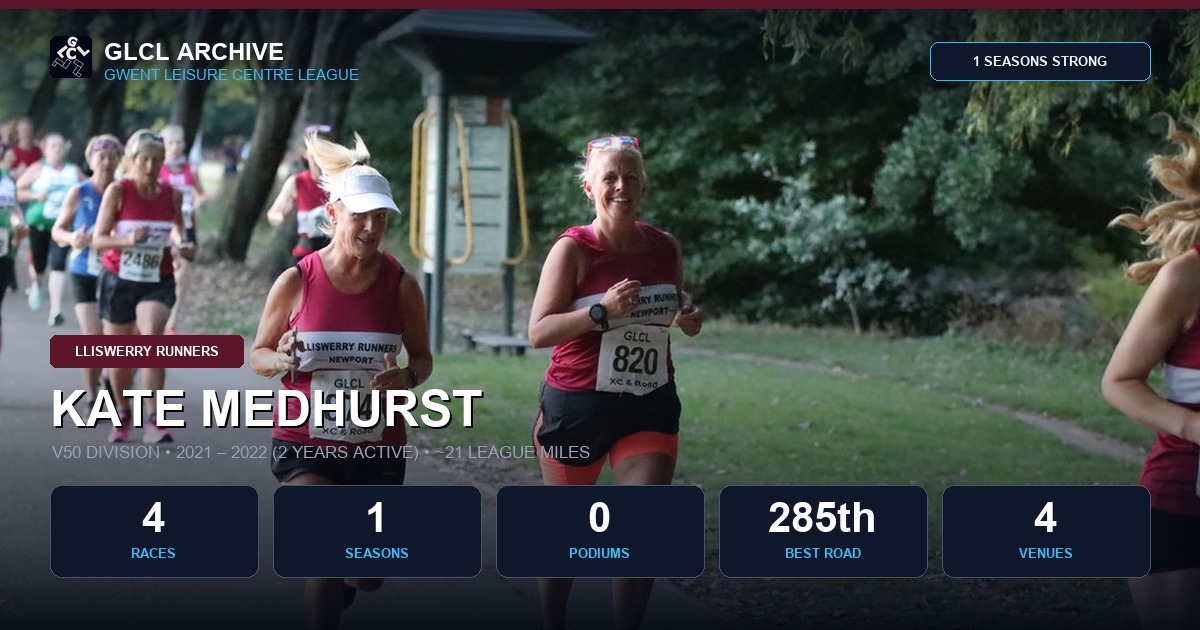 GLCL ARCHIVE
GWENT LEISURE CENTRE LEAGUE
1 SEASONS STRONG
2486
LLISWERRY RUNNERS
NEWPORT
GLCL
XC & Road
NEWPORT
GLCL
820
XC & Road
LLISWERRY RUNNERS
KATE MEDHURST
V50 DIVISION • 2021 – 2022 (2 YEARS ACTIVE) • ~21 LEAGUE MILES
4
RACES
1
SEASONS
0
PODIUMS
285th
BEST ROAD
4
VENUES